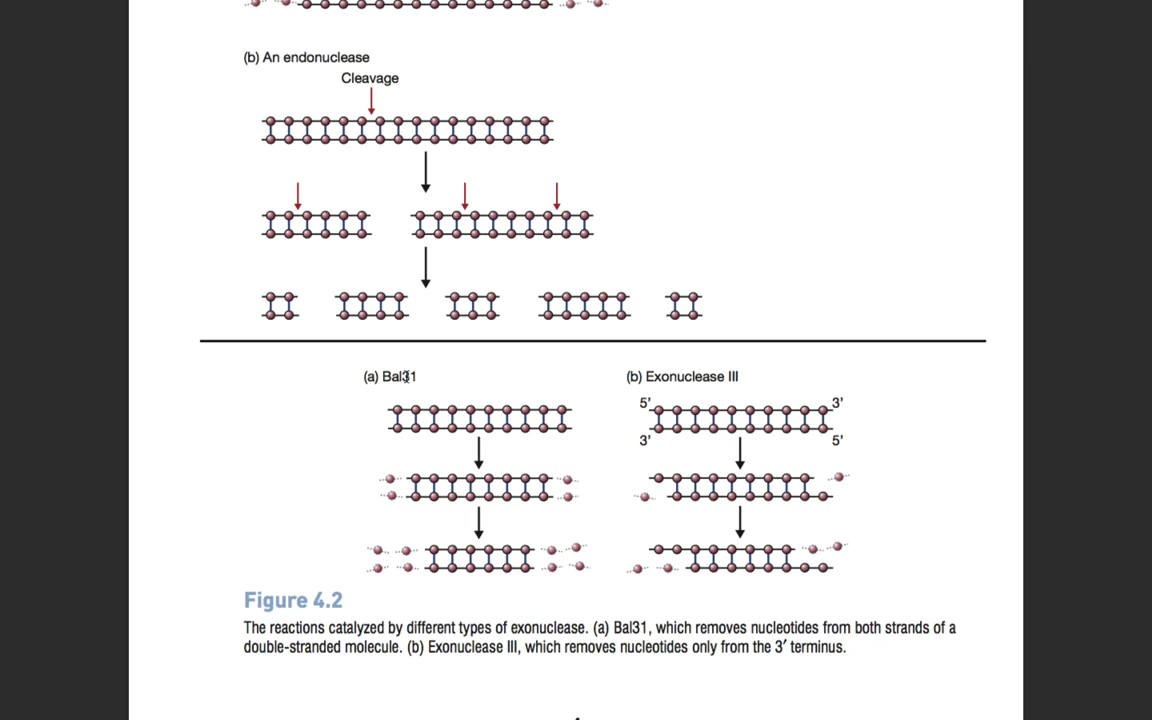 (b) An endonuclease
Cleavage
(a) Bal31
(b) Exonuclease III
5’ 3’
3’ 5’
Figure 4.2
The reactions catalyzed by different types of exonuclease. (a) Bal31, which removes nucleotides from both strands of a
double-stranded molecule. (b) Exonuclease III, which removes nucleotides only from the 3′ terminus.